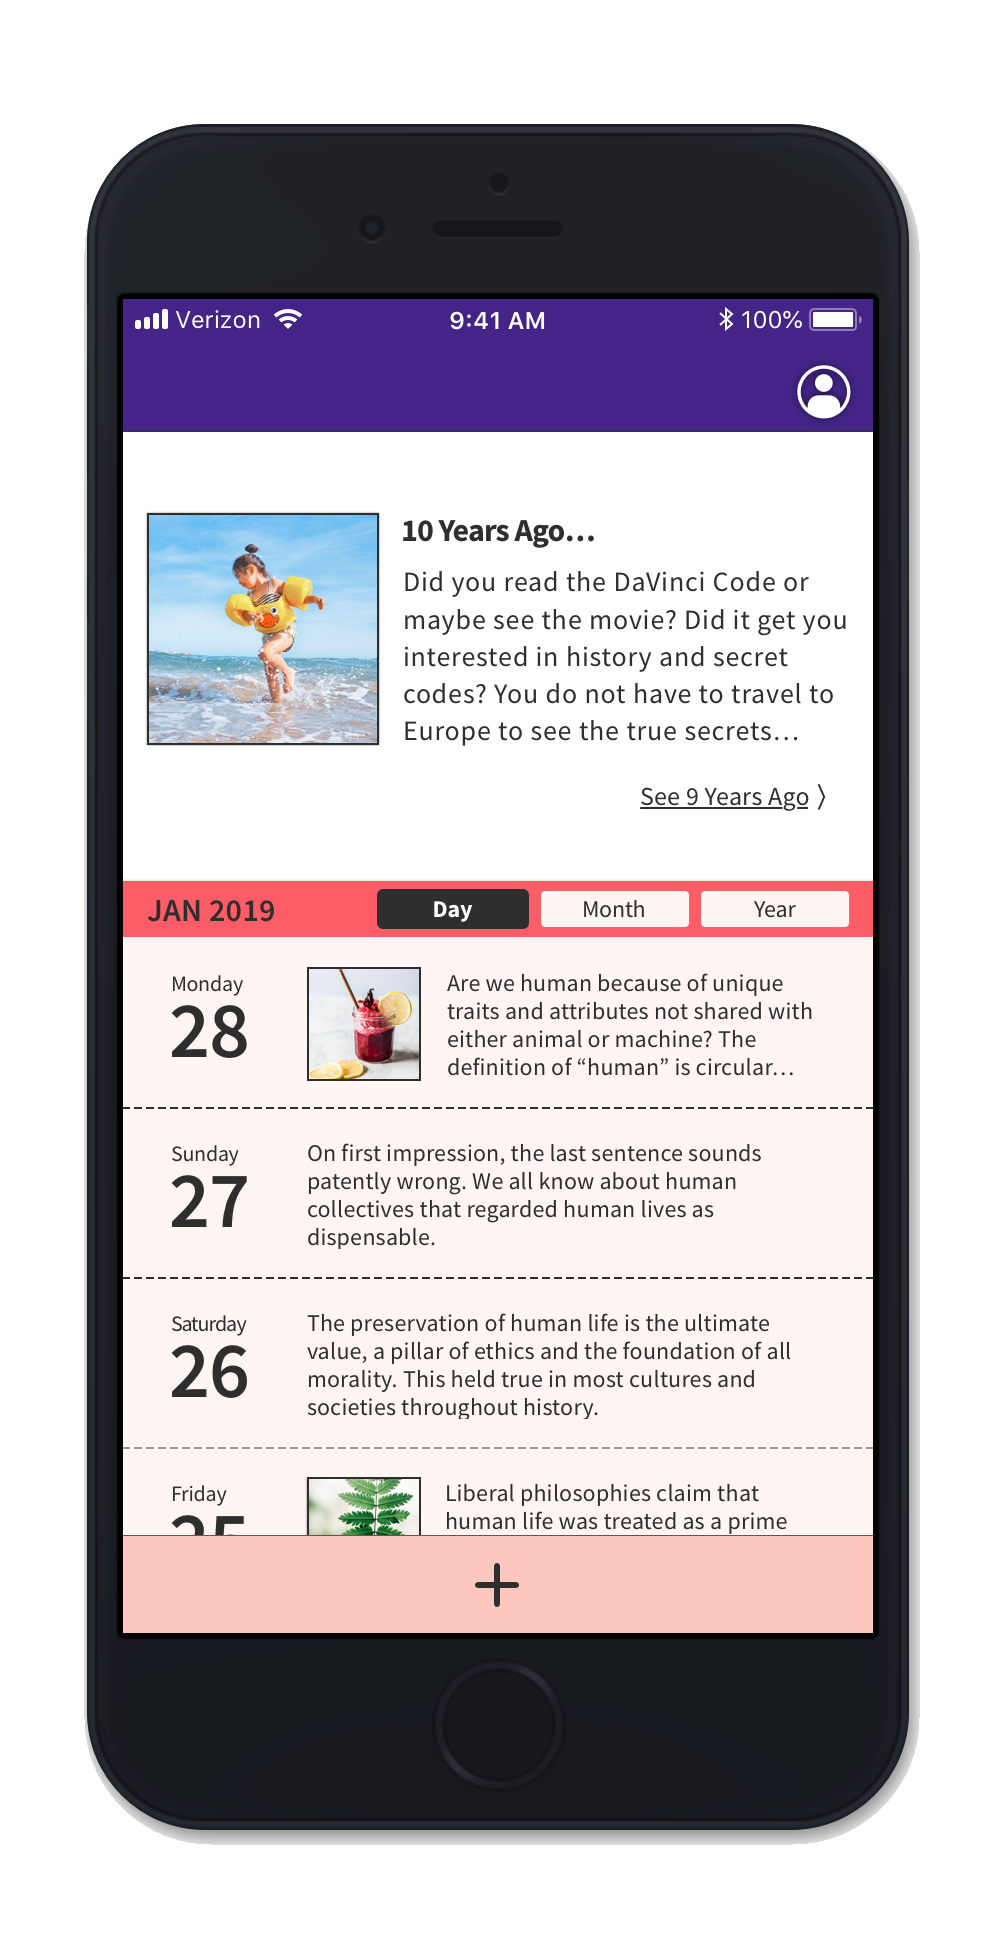 Verizon 9:41 AM 100%
10 Years Ago…
Did you read the DaVinci Code or
maybe see the movie? Did it get you
interested in history and secret
codes? You do not have to travel to
Europe to see the true secrets…
See 9 Years Ago
JAN 2019 Day Month Year
Monday
28
Are we human because of unique
traits and attributes not shared with
either animal or machine? The
definition of “human” is circular…
Sunday
27
On first impression, the last sentence sounds
patently wrong. We all know about human
collectives that regarded human lives as
dispensable.
Saturday
26
The preservation of human life is the ultimate
value, a pillar of ethics and the foundation of all
morality. This held true in most cultures and
societies throughout history.
Friday
25
Liberal philosophies claim that
human life was treated as a prime